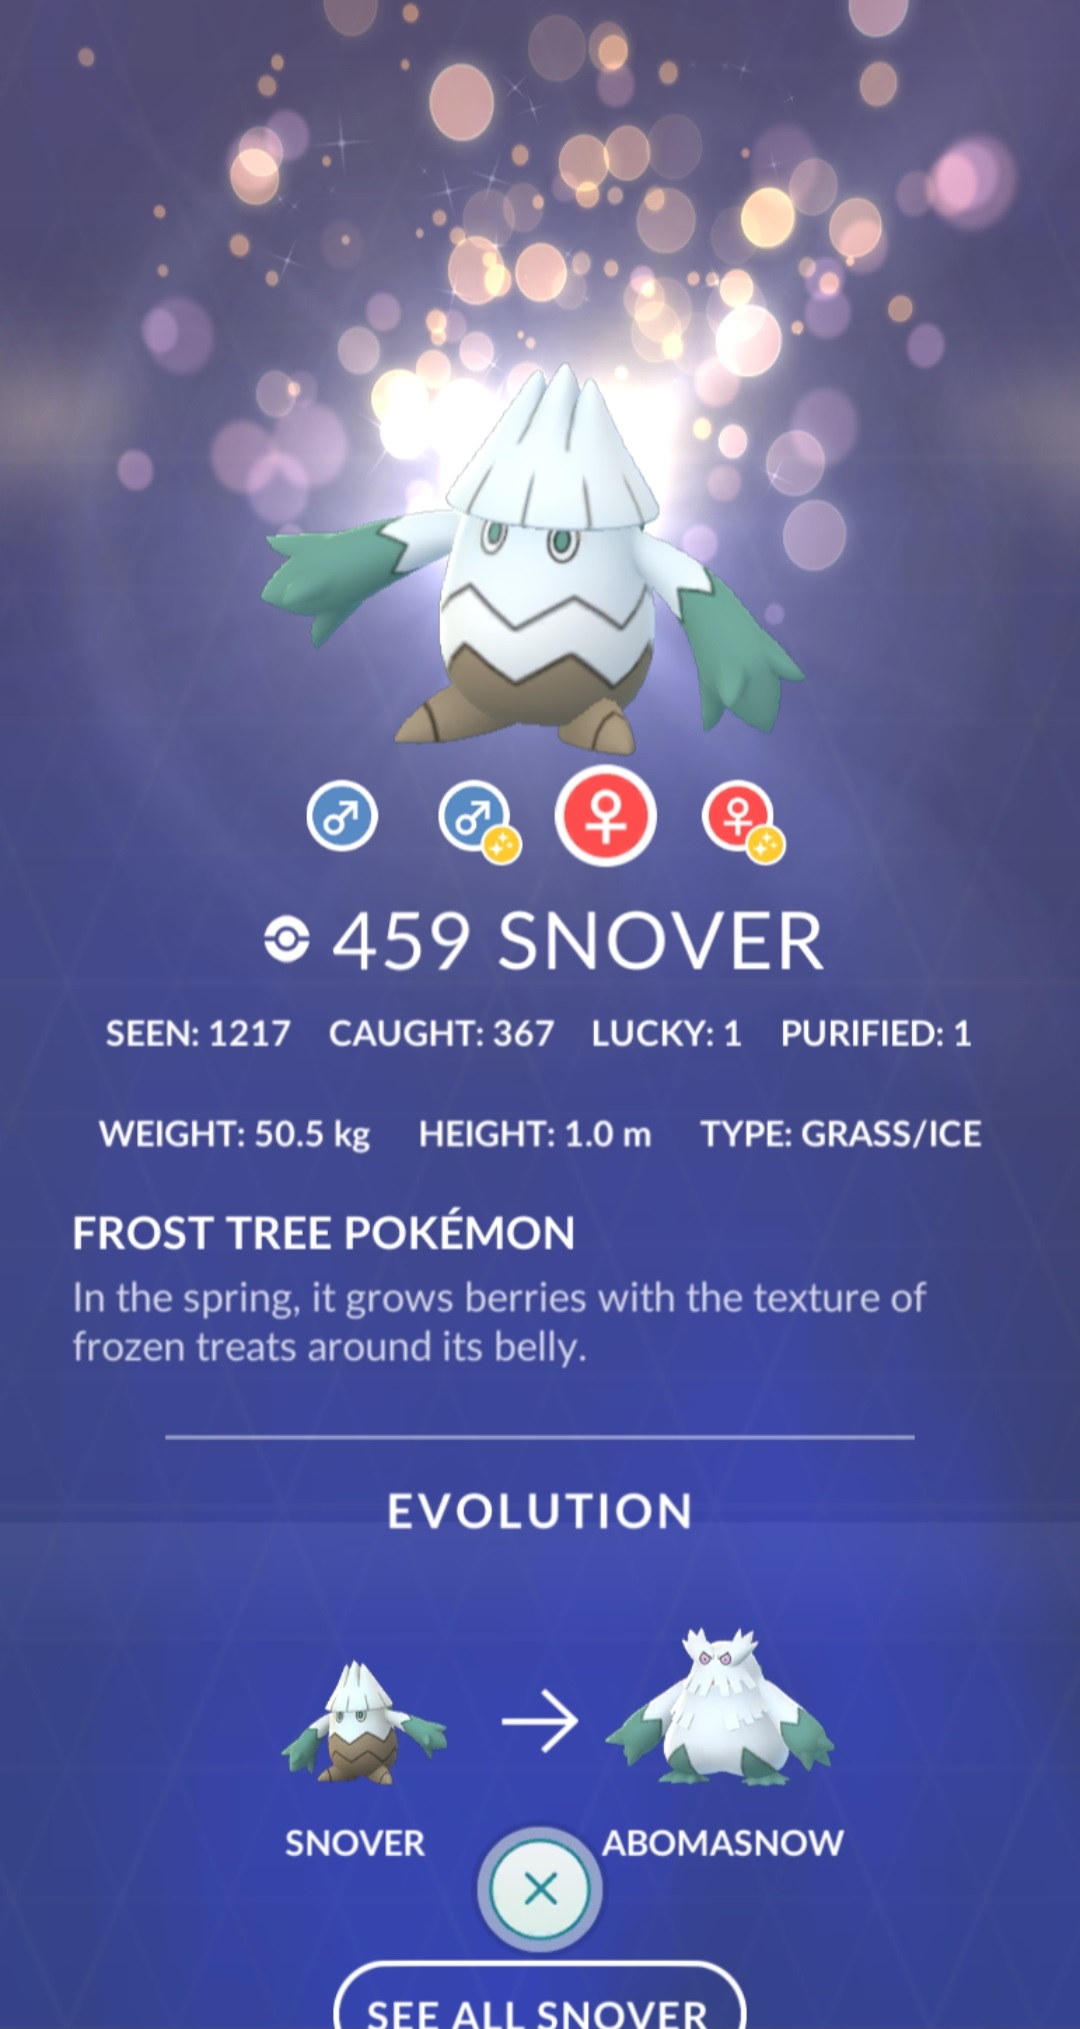 459 SNOVER
SEEN: 1217 CAUGHT: 367 LUCKY: 1 PURIFIED: 1
WEIGHT: 50.5 kg HEIGHT: 1.0 m TYPE: GRASS/ICE
FROST TREE POKÉMON
In the spring, it grows berries with the texture of
frozen treats around its belly.
EVOLUTION
SNOVER ABOMASNOW
SEE ALL SNOVER